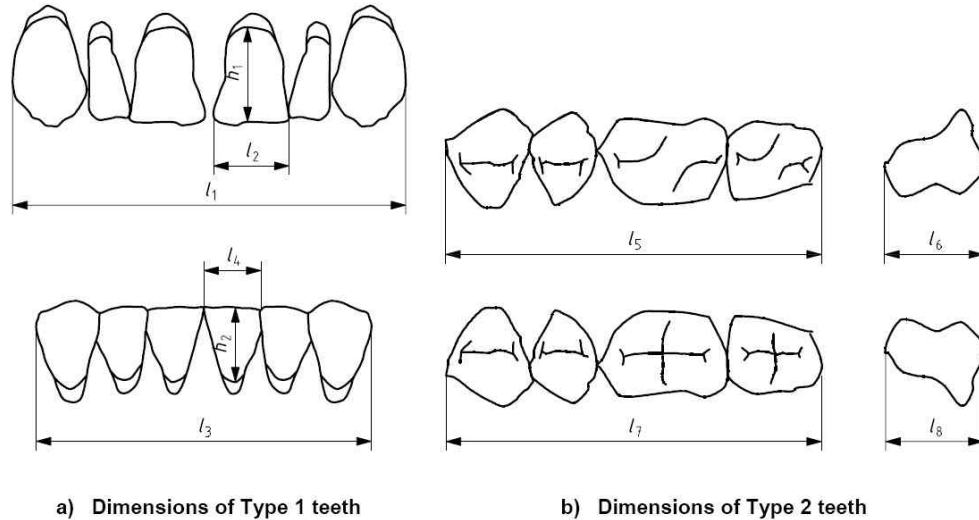 h1
l2
l1
l4
h2
l3
l5
l6
l7
l8
a) Dimensions of Type 1 teeth
b) Dimensions of Type 2 teeth